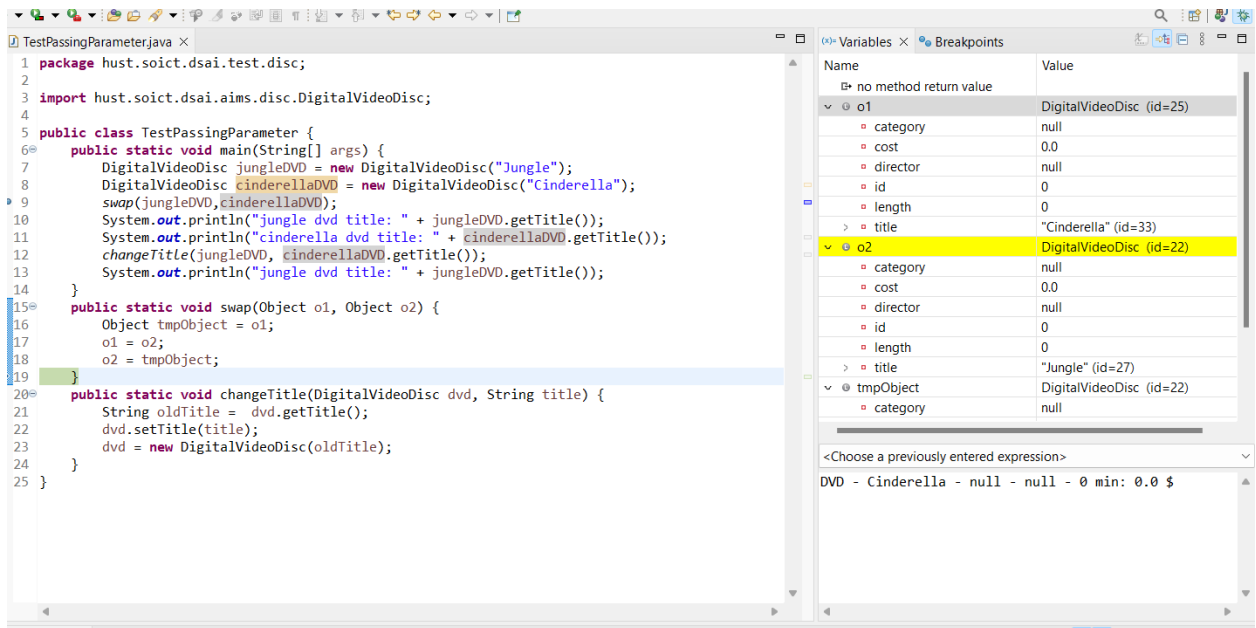 TestPassingParameter.java
1 package hust.soict.dsai.test.disc;
2
3 import hust.soict.dsai.aims.disc.DigitalVideoDisc;
4
5 public class TestPassingParameter {
6     public static void main(String[] args) {
7         DigitalVideoDisc jungleDVD = new DigitalVideoDisc("Jungle");
8         DigitalVideoDisc cinderellaDVD = new DigitalVideoDisc("Cinderella");
9         swap(jungleDVD,cinderellaDVD);
10         System.out.println("jungle dvd title: " + jungleDVD.getTitle());
11         System.out.println("cinderella dvd title: " + cinderellaDVD.getTitle());
12         changeTitle(jungleDVD, cinderellaDVD.getTitle());
13         System.out.println("jungle dvd title: " + jungleDVD.getTitle());
14     }
15     public static void swap(Object o1, Object o2) {
16         Object tmpObject = o1;
17         o1 = o2;
18         o2 = tmpObject;
19     }
20     public static void changeTitle(DigitalVideoDisc dvd, String title) {
21         String oldTitle =  dvd.getTitle();
22         dvd.setTitle(title);
23         dvd = new DigitalVideoDisc(oldTitle);
24     }
25 }
(x)= Variables Breakpoints
Name Value
no method return value
o1 DigitalVideoDisc (id=25)
category null
cost 0.0
director null
id 0
length 0
title "Cinderella" (id=33)
o2 DigitalVideoDisc (id=22)
category null
cost 0.0
director null
id 0
length 0
title "Jungle" (id=27)
tmpObject DigitalVideoDisc (id=22)
category null
<Choose a previously entered expression>
DVD - Cinderella - null - null - 0 min: 0.0 $